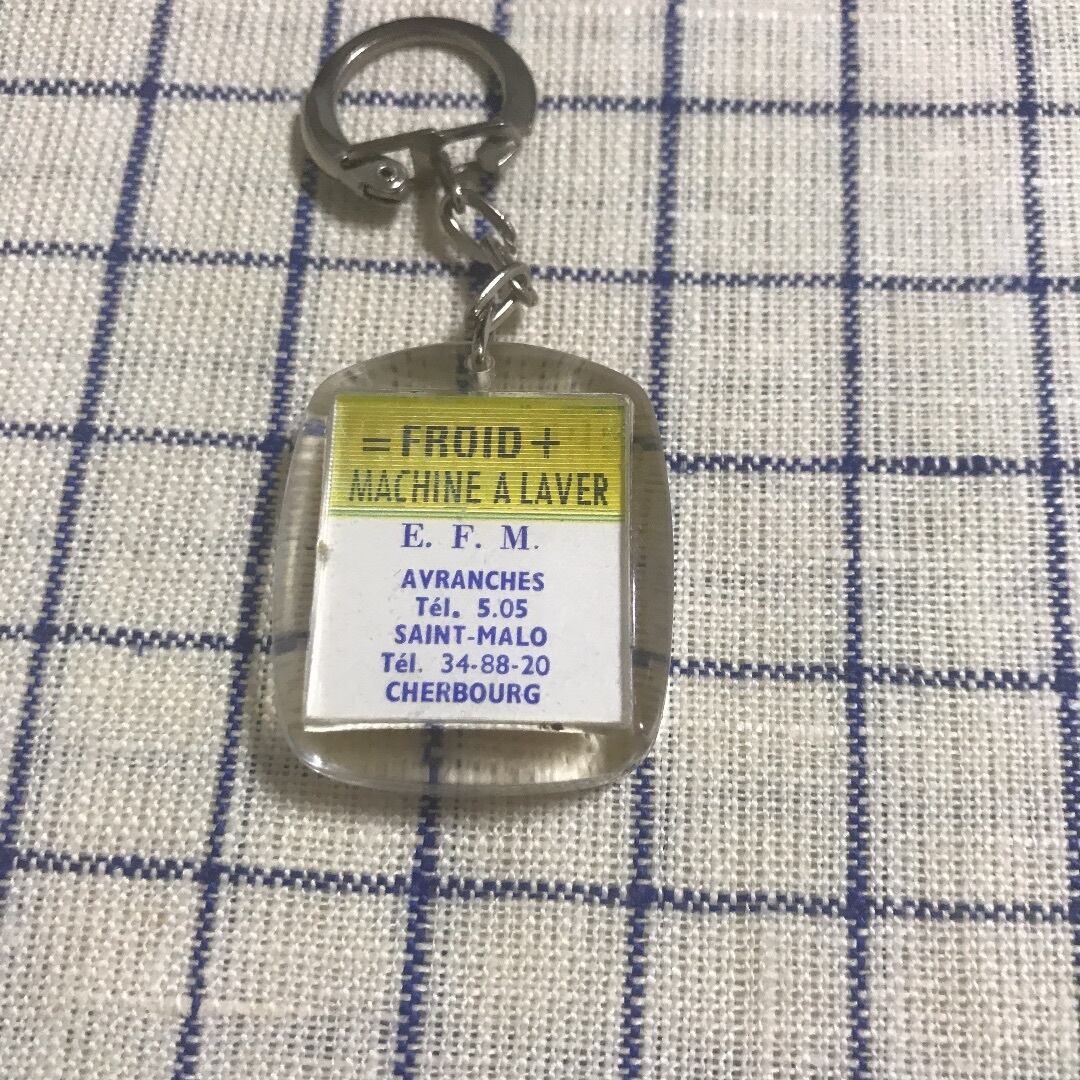 = FROID +
MACHINE A LAVER
E. F. M.
AVRANCHES
Tél. 5.05
SAINT-MALO
Tél. 34-88-20
CHERBOURG